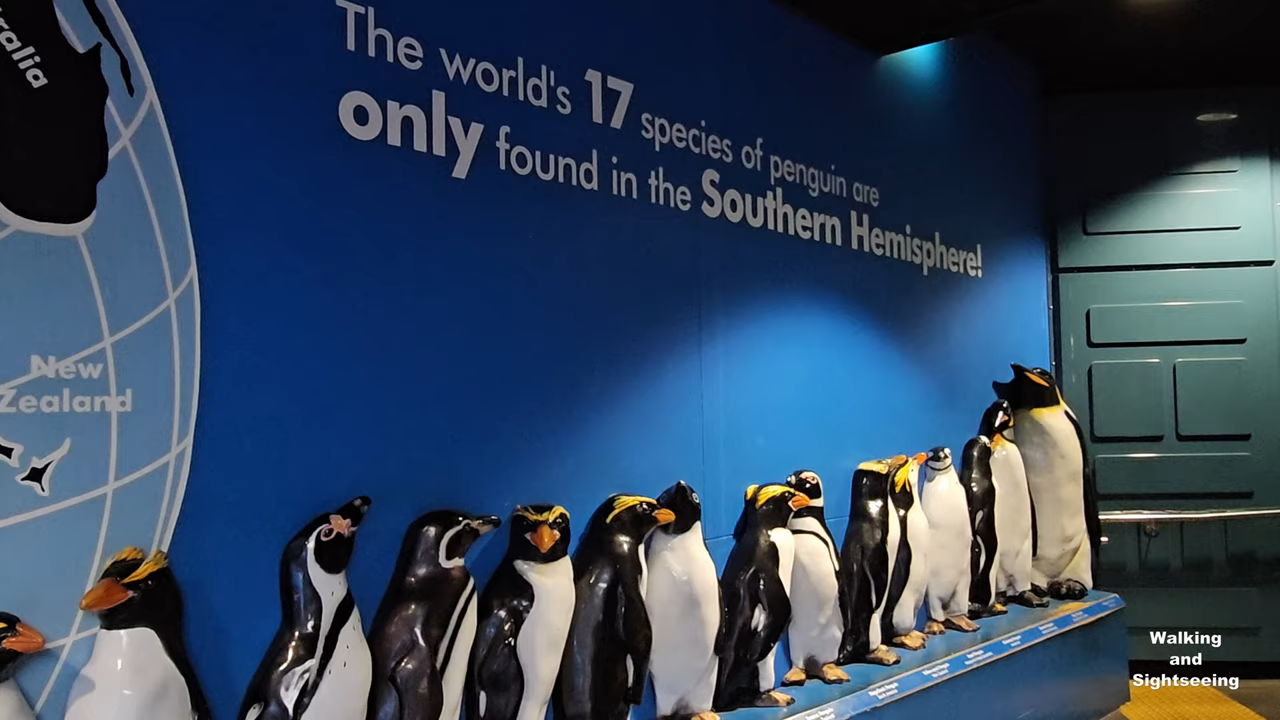 The world's 17 species of penguin are
only found in the Southern Hemisphere!
ralia
New
Zealand
Walking
and
Sightseeing